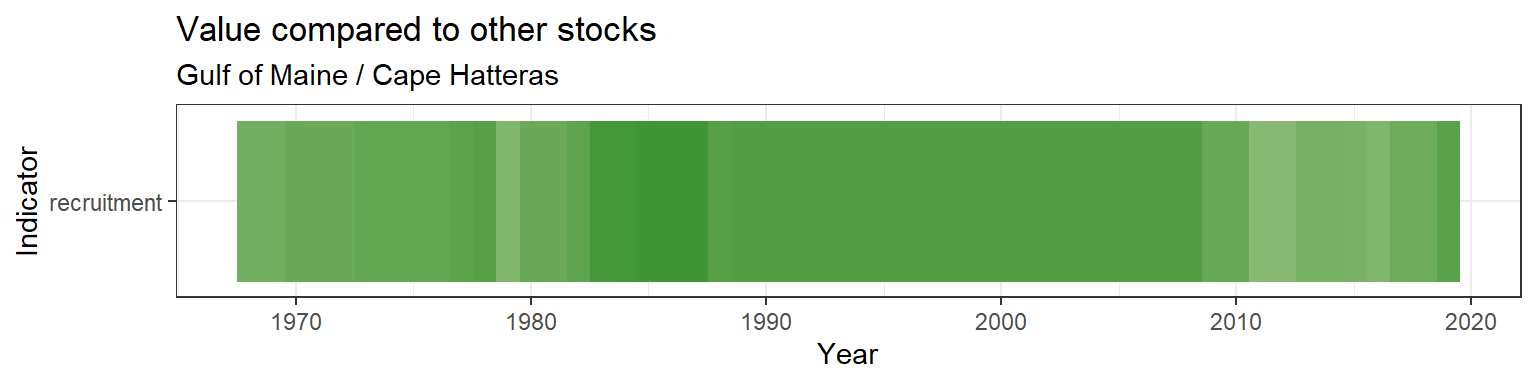 Value compared to other stocks
Gulf of Maine / Cape Hatteras
Indicator
recruitment
1970 1980 1990 2000 2010 2020
Year